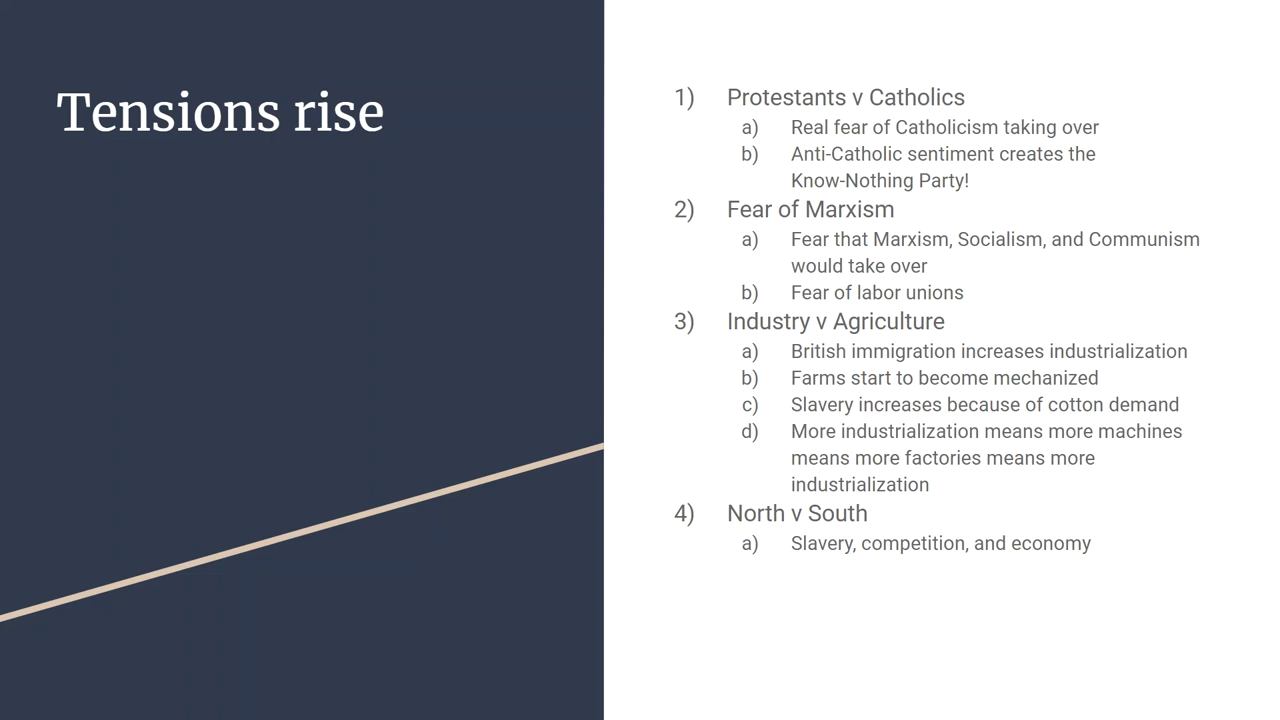 Tensions rise
1) Protestants v Catholics
a) Real fear of Catholicism taking over
b) Anti-Catholic sentiment creates the
Know-Nothing Party!
2) Fear of Marxism
a) Fear that Marxism, Socialism, and Communism
would take over
b) Fear of labor unions
3) Industry v Agriculture
a) British immigration increases industrialization
b) Farms start to become mechanized
c) Slavery increases because of cotton demand
d) More industrialization means more machines
means more factories means more
industrialization
4) North v South
a) Slavery, competition, and economy